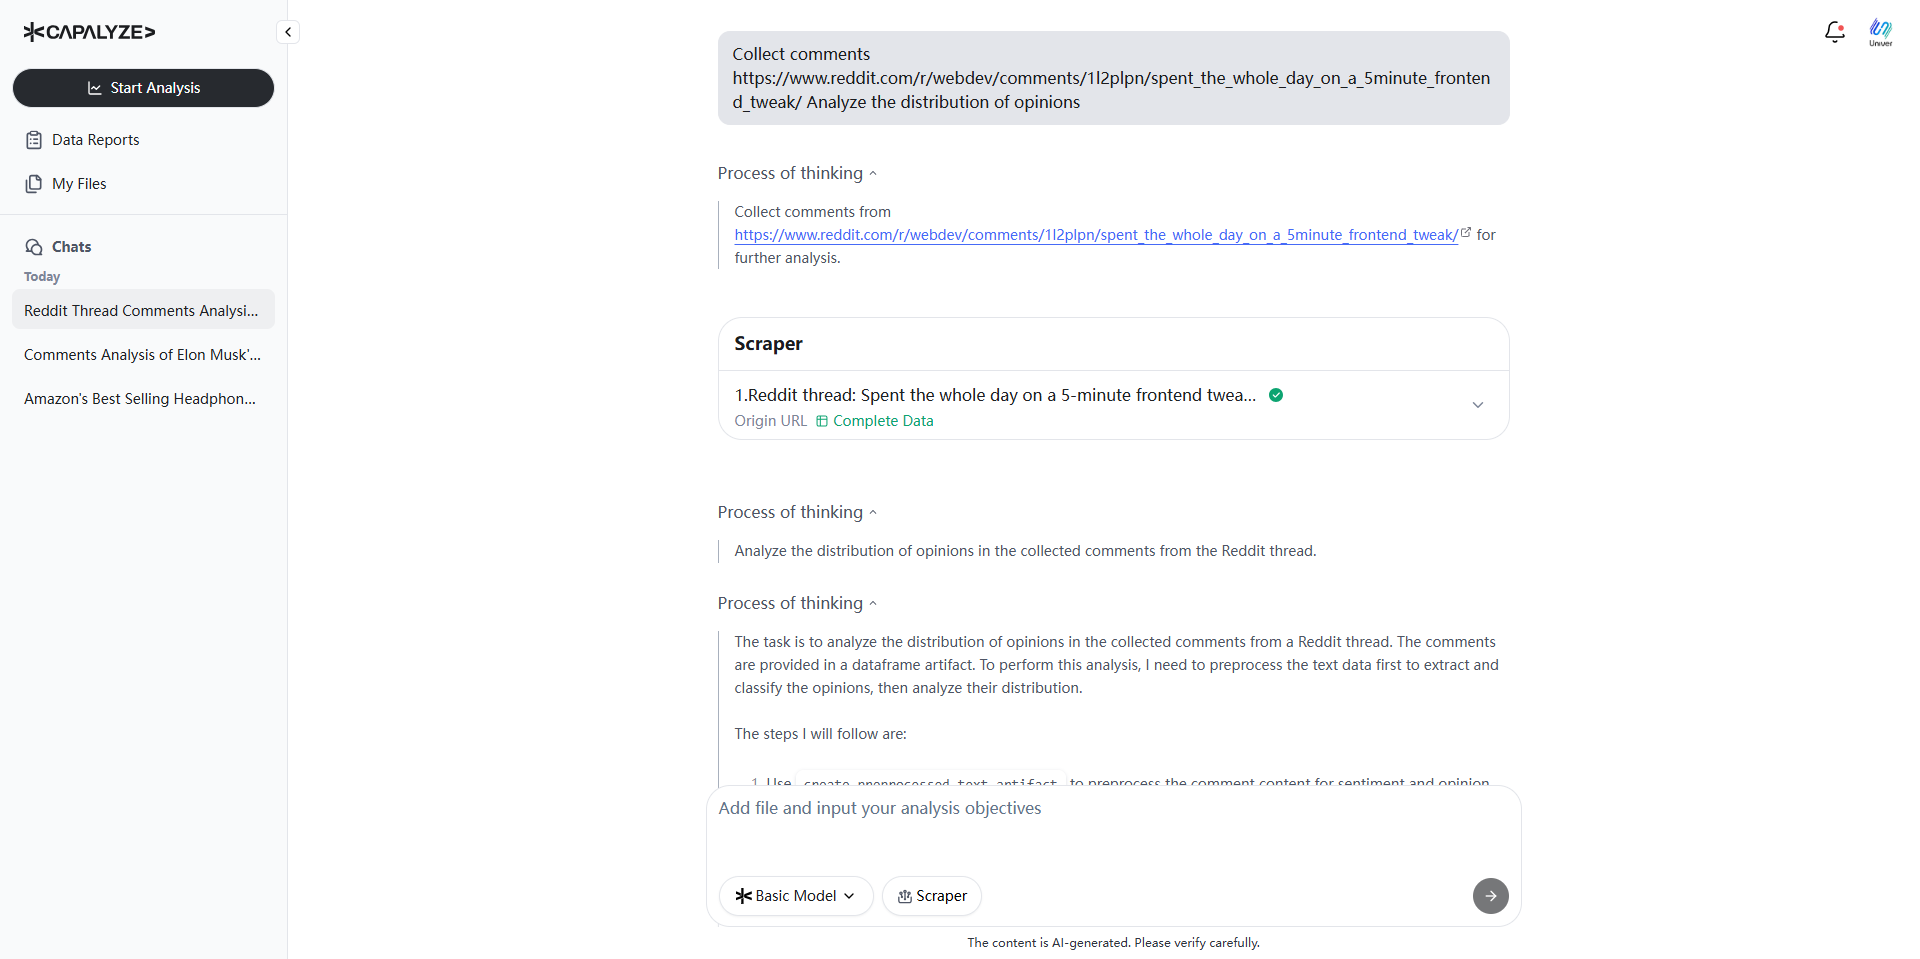 CAPALYZE
Start Analysis
Data Reports
My Files
Chats
Today
Reddit Thread Comments Analysi...
Comments Analysis of Elon Musk'...
Amazon's Best Selling Headphon...
Collect comments
https://www.reddit.com/r/webdev/comments/1l2plpn/spent_the_whole_day_on_a_5minute_fronten
d_tweak/ Analyze the distribution of opinions
Process of thinking
Collect comments from
https://www.reddit.com/r/webdev/comments/1l2plpn/spent_the_whole_day_on_a_5minute_frontend_tweak/ for
further analysis.
Scraper
1.Reddit thread: Spent the whole day on a 5-minute frontend twea...
Origin URL Complete Data
Process of thinking
Analyze the distribution of opinions in the collected comments from the Reddit thread.
Process of thinking
The task is to analyze the distribution of opinions in the collected comments from a Reddit thread. The comments
are provided in a dataframe artifact. To perform this analysis, I need to preprocess the text data first to extract and
classify the opinions, then analyze their distribution.
The steps I will follow are:
1. Use create_preprocessed_text_artifact to preprocess the comment content for sentiment and opinion
Add file and input your analysis objectives
Basic Model
Scraper
The content is AI-generated. Please verify carefully.
Univer